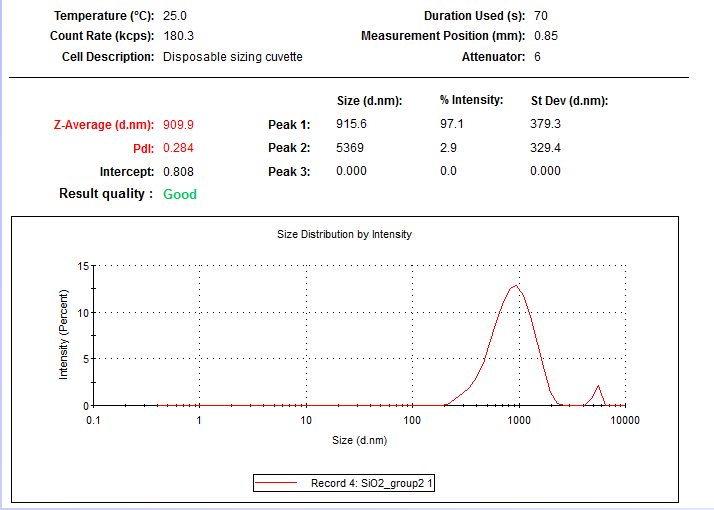 Temperature (ºC): 25.0 Duration Used (s): 70
Count Rate (kcps): 180.3 Measurement Position (mm): 0.85
Cell Description: Disposable sizing cuvette Attenuator: 6
Size (d.nm): % Intensity: St Dev (d.nm):
Z-Average (d.nm): 909.9 Peak 1: 915.6 97.1 379.3
PdI: 0.284 Peak 2: 5369 2.9 329.4
Intercept: 0.808 Peak 3: 0.000 0.0 0.000
Result quality : Good
Size Distribution by Intensity
15
10
5
0
Intensity (Percent)
0.1 1 10 100 1000 10000
Size (d.nm)
Record 4: SiO2_group2 1